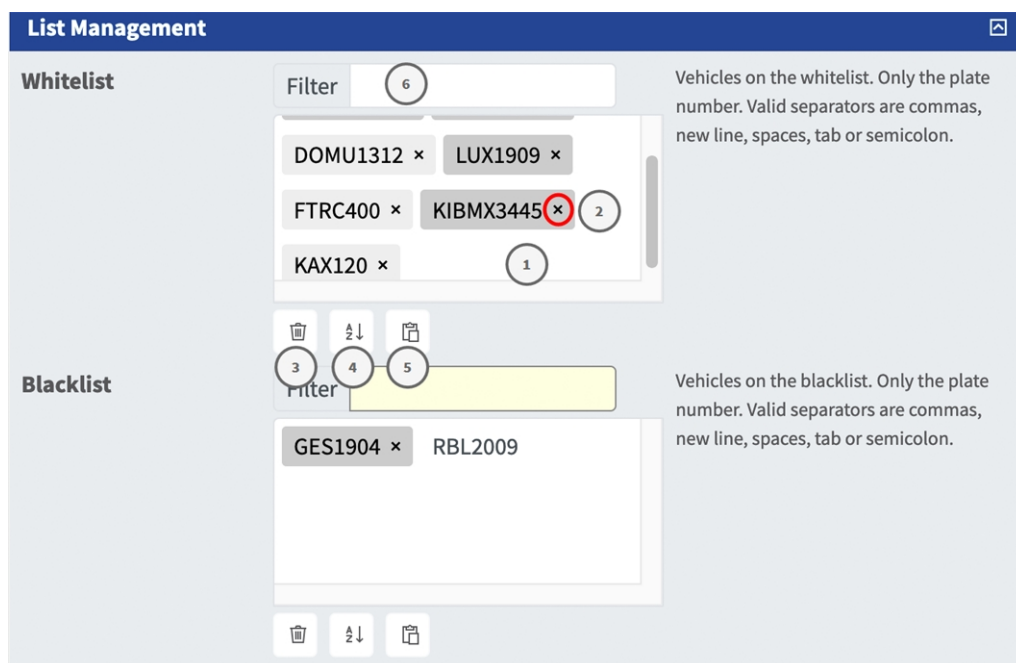 List Management
Whitelist
Filter
6
Vehicles on the whitelist. Only the plate
number. Valid separators are commas,
new line, spaces, tab or semicolon.
DOMU1312 ×
LUX1909 ×
FTRC400 ×
KIBMX3445 ×
2
KAX120 ×
1
3
4
5
Blacklist
Filter
Vehicles on the blacklist. Only the plate
number. Valid separators are commas,
new line, spaces, tab or semicolon.
GES1904 ×
RBL2009